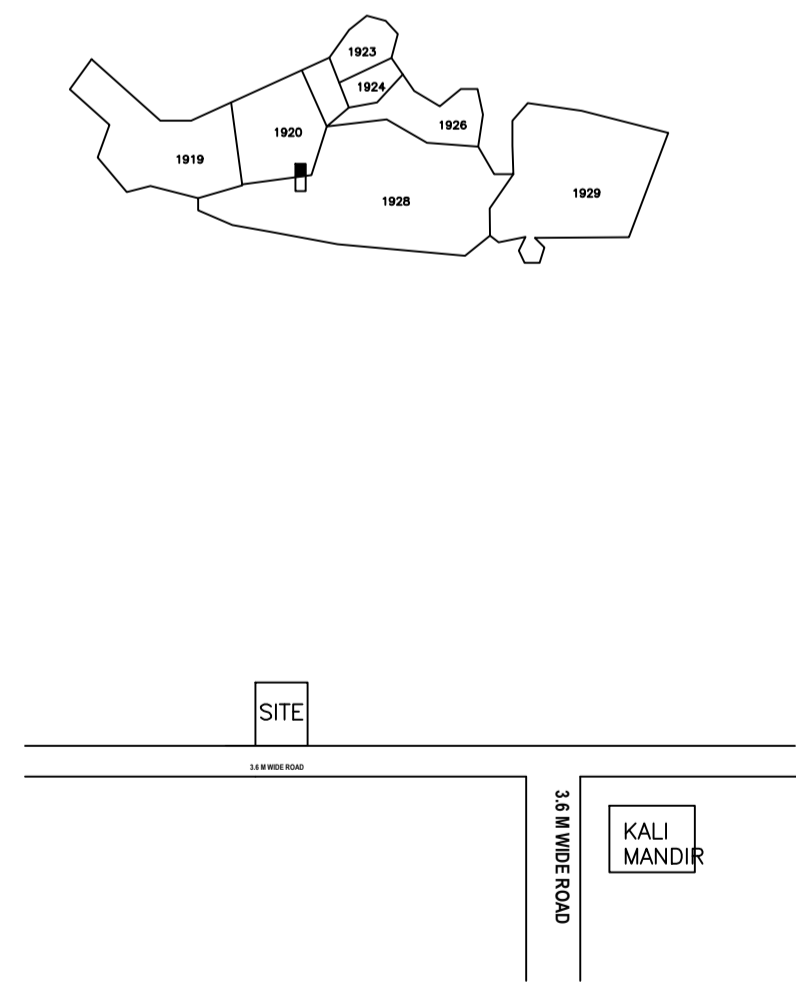 1923
1924
1926
1920
1919
1929
1928
SITE
3.6 M WIDE ROAD
3.6 M WIDE ROAD
KALI
MANDIR